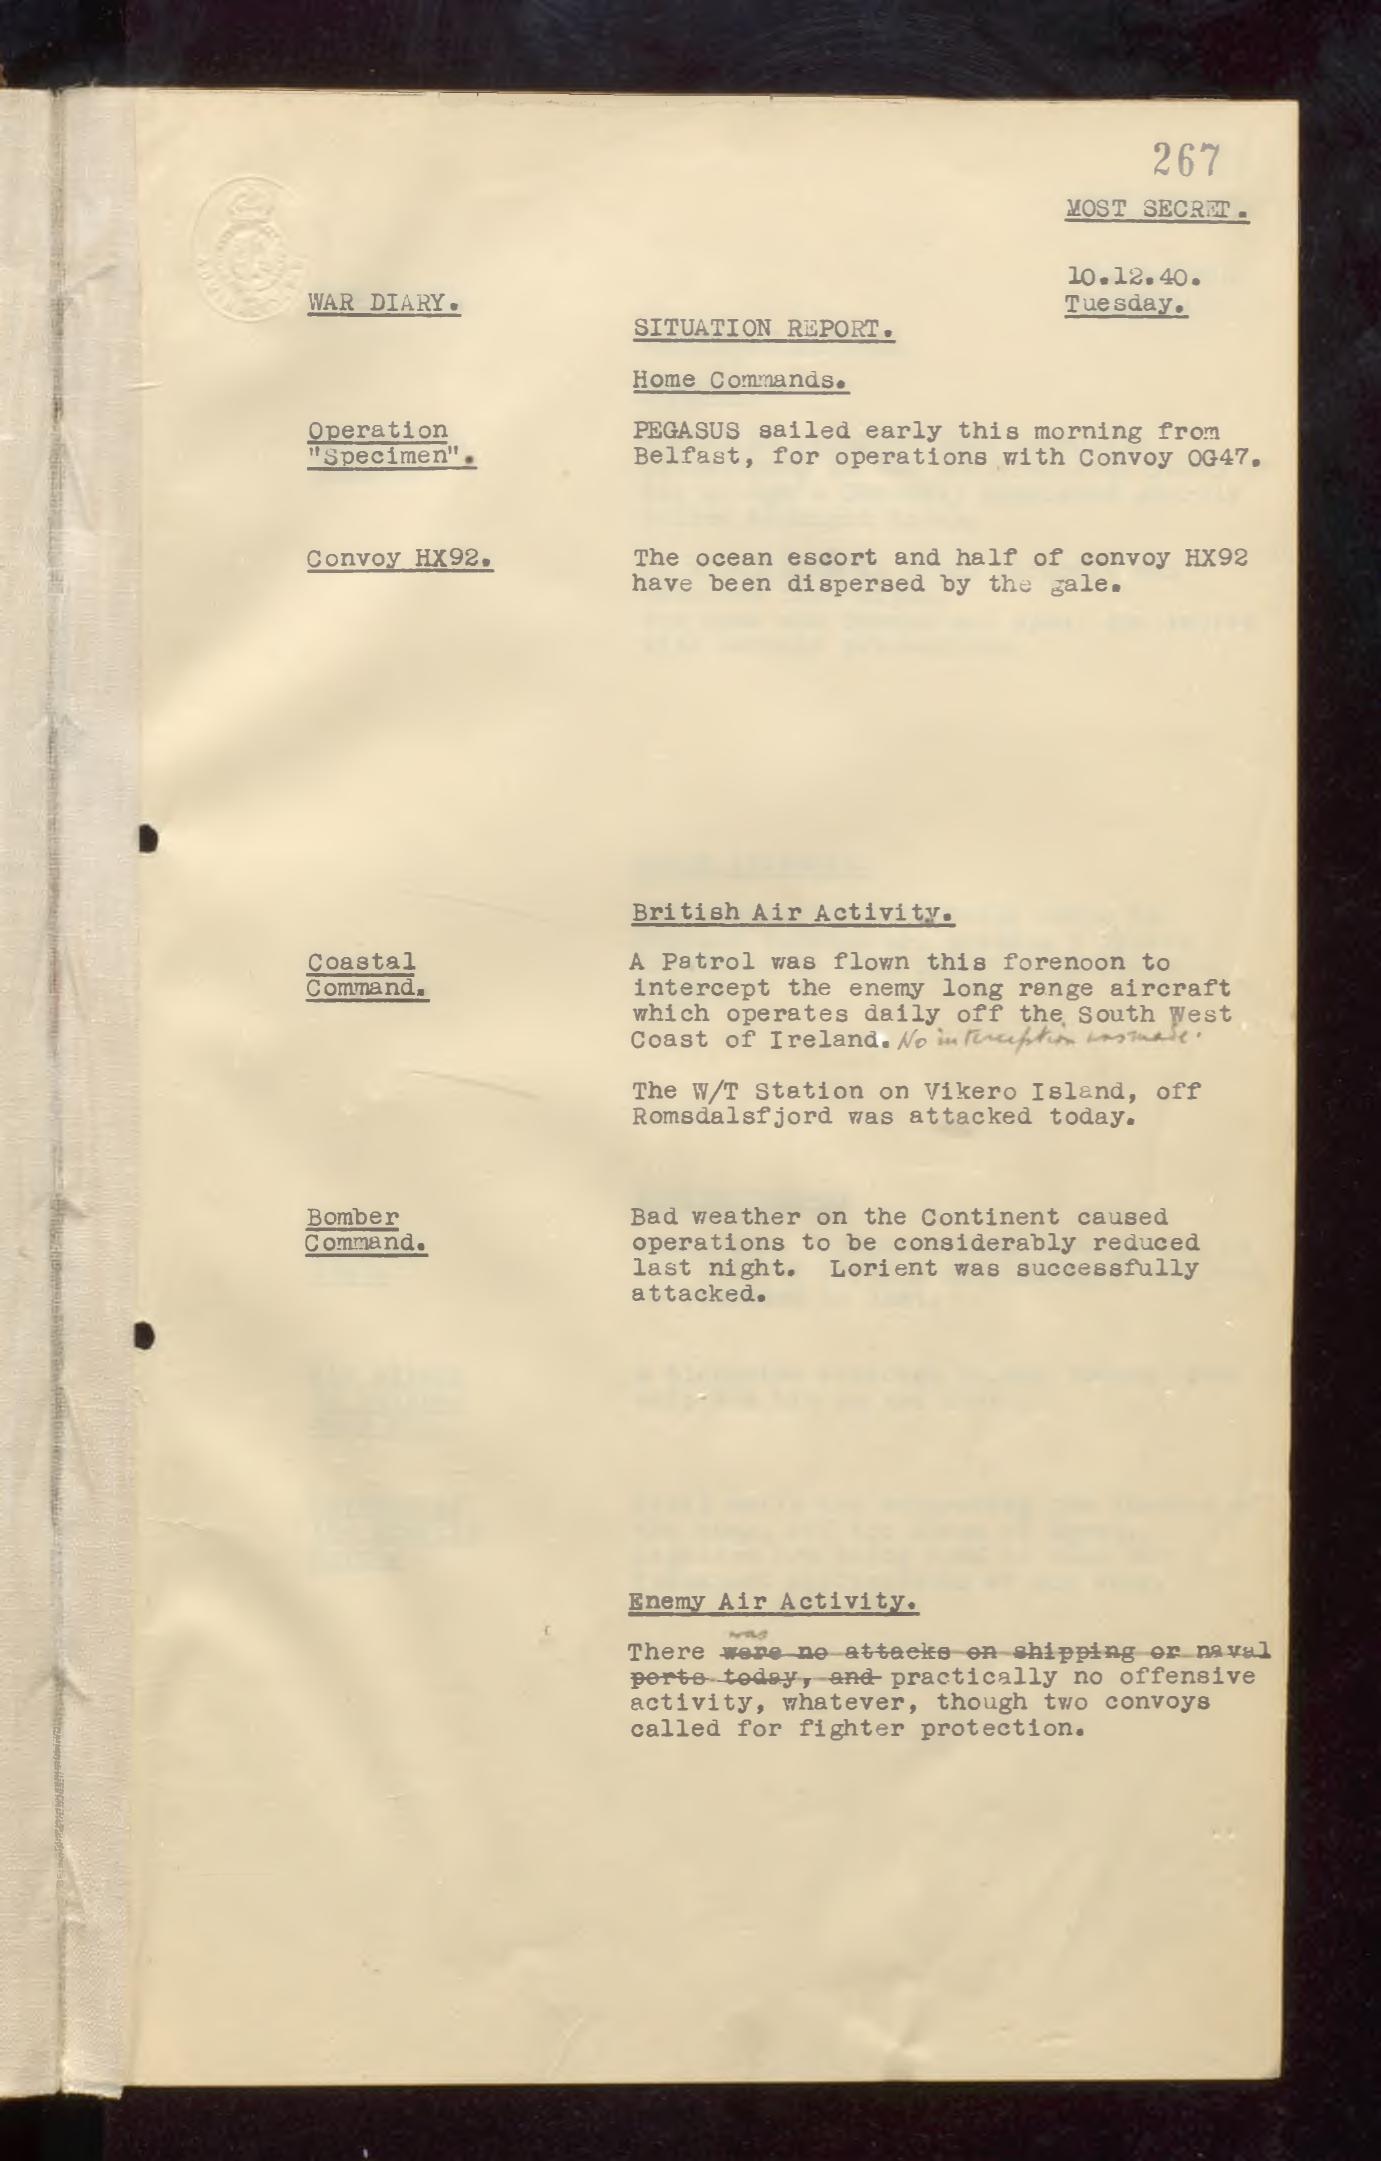 267
MOST SECRET.
10.12.40.
Tuesday.
WAR DIARY.
SITUATION REPORT.
Home Commands.
Operation
"Specimen".
PEGASUS sailed early this morning from
Belfast, for operations with Convoy OG47.
Convoy HX92.
The ocean escort and half of convoy HX92
have been dispersed by the gale.
British Air Activity.
Coastal
Command.
A Patrol was flown this forenoon to
intercept the enemy long range aircraft
which operates daily off the South West
Coast of Ireland. No interception was made.
The W/T Station on Vikero Island, off
Romsdalsfjord was attacked today.
Bomber
Command.
Bad weather on the Continent caused
operations to be considerably reduced
last night. Lorient was successfully
attacked.
Enemy Air Activity.
was
There were no attacks on shipping or naval
ports today, and practically no offensive
activity, whatever, though two convoys
called for fighter protection.